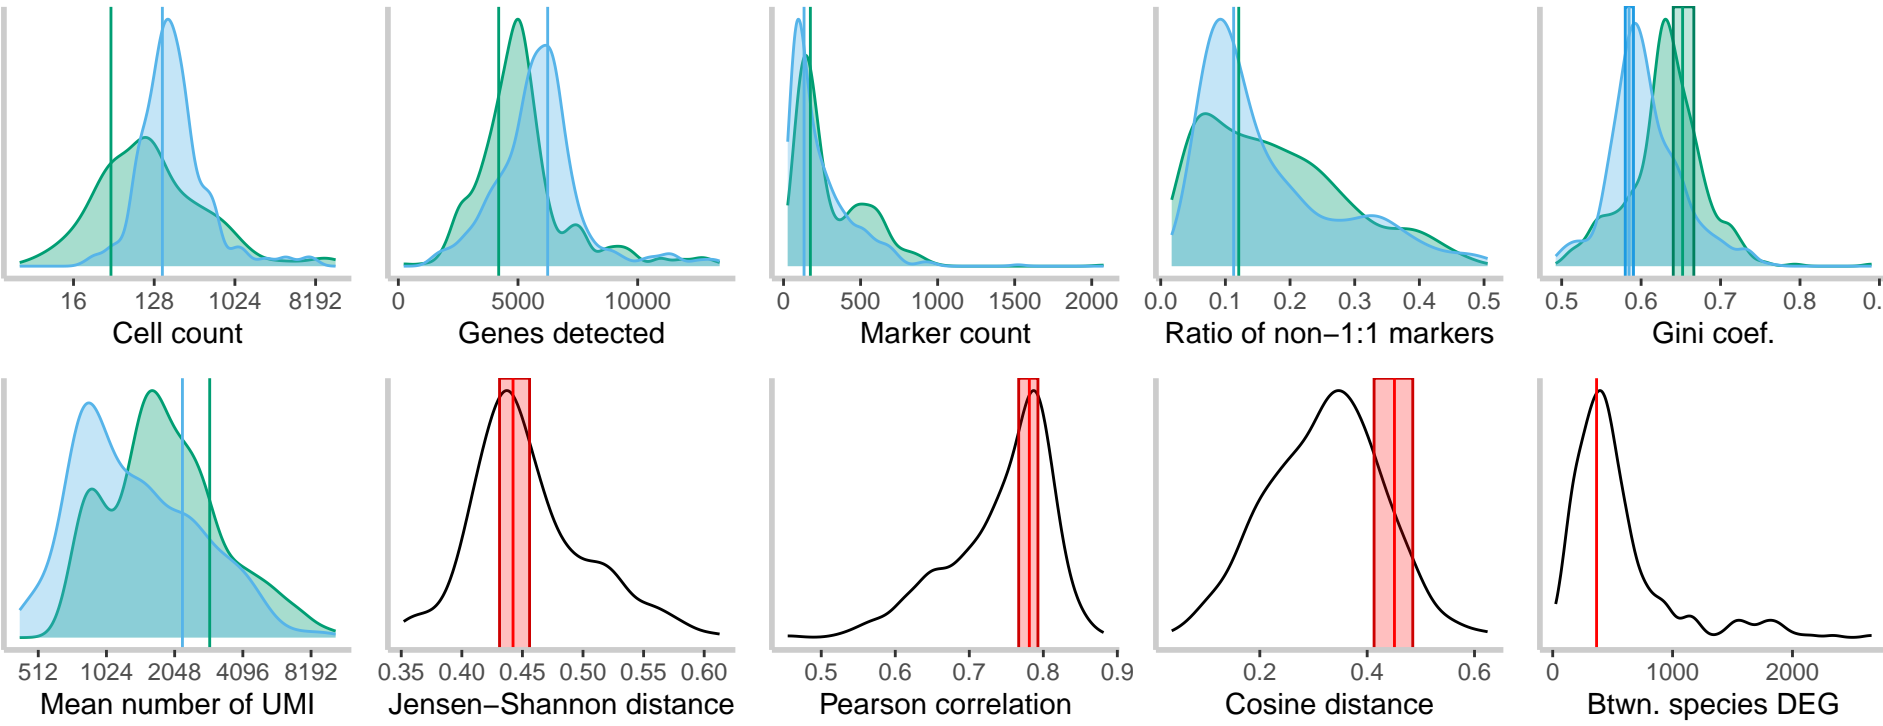 16 128 1024 8192
Cell count
0 5000 10000
Genes detected
0 500 1000 1500 2000
Marker count
0.0 0.1 0.2 0.3 0.4 0.5
Ratio of non−1:1 markers
0.5 0.6 0.7 0.8 0.
Gini coef.
512 1024 2048 4096 8192
Mean number of UMI
0.35 0.40 0.45 0.50 0.55 0.60
Jensen−Shannon distance
0.5 0.6 0.7 0.8 0.9
Pearson correlation
0.2 0.4 0.6
Cosine distance
0 1000 2000
Btwn. species DEG